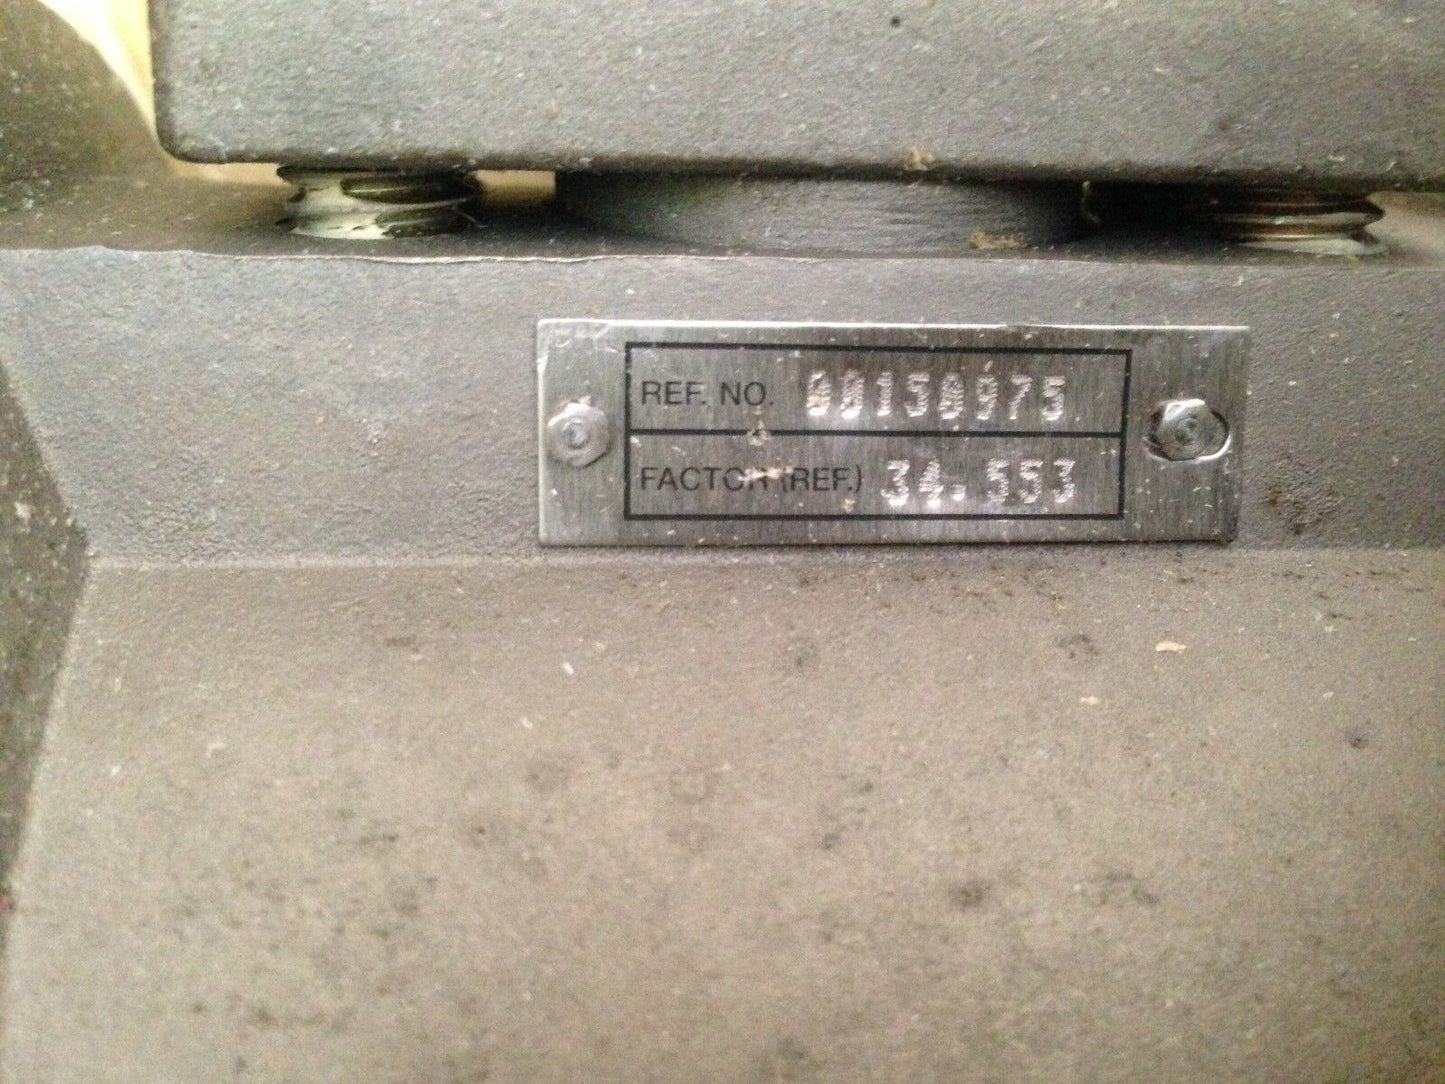 REF. NO. 00150975
FACTOR (REF.) 34.553